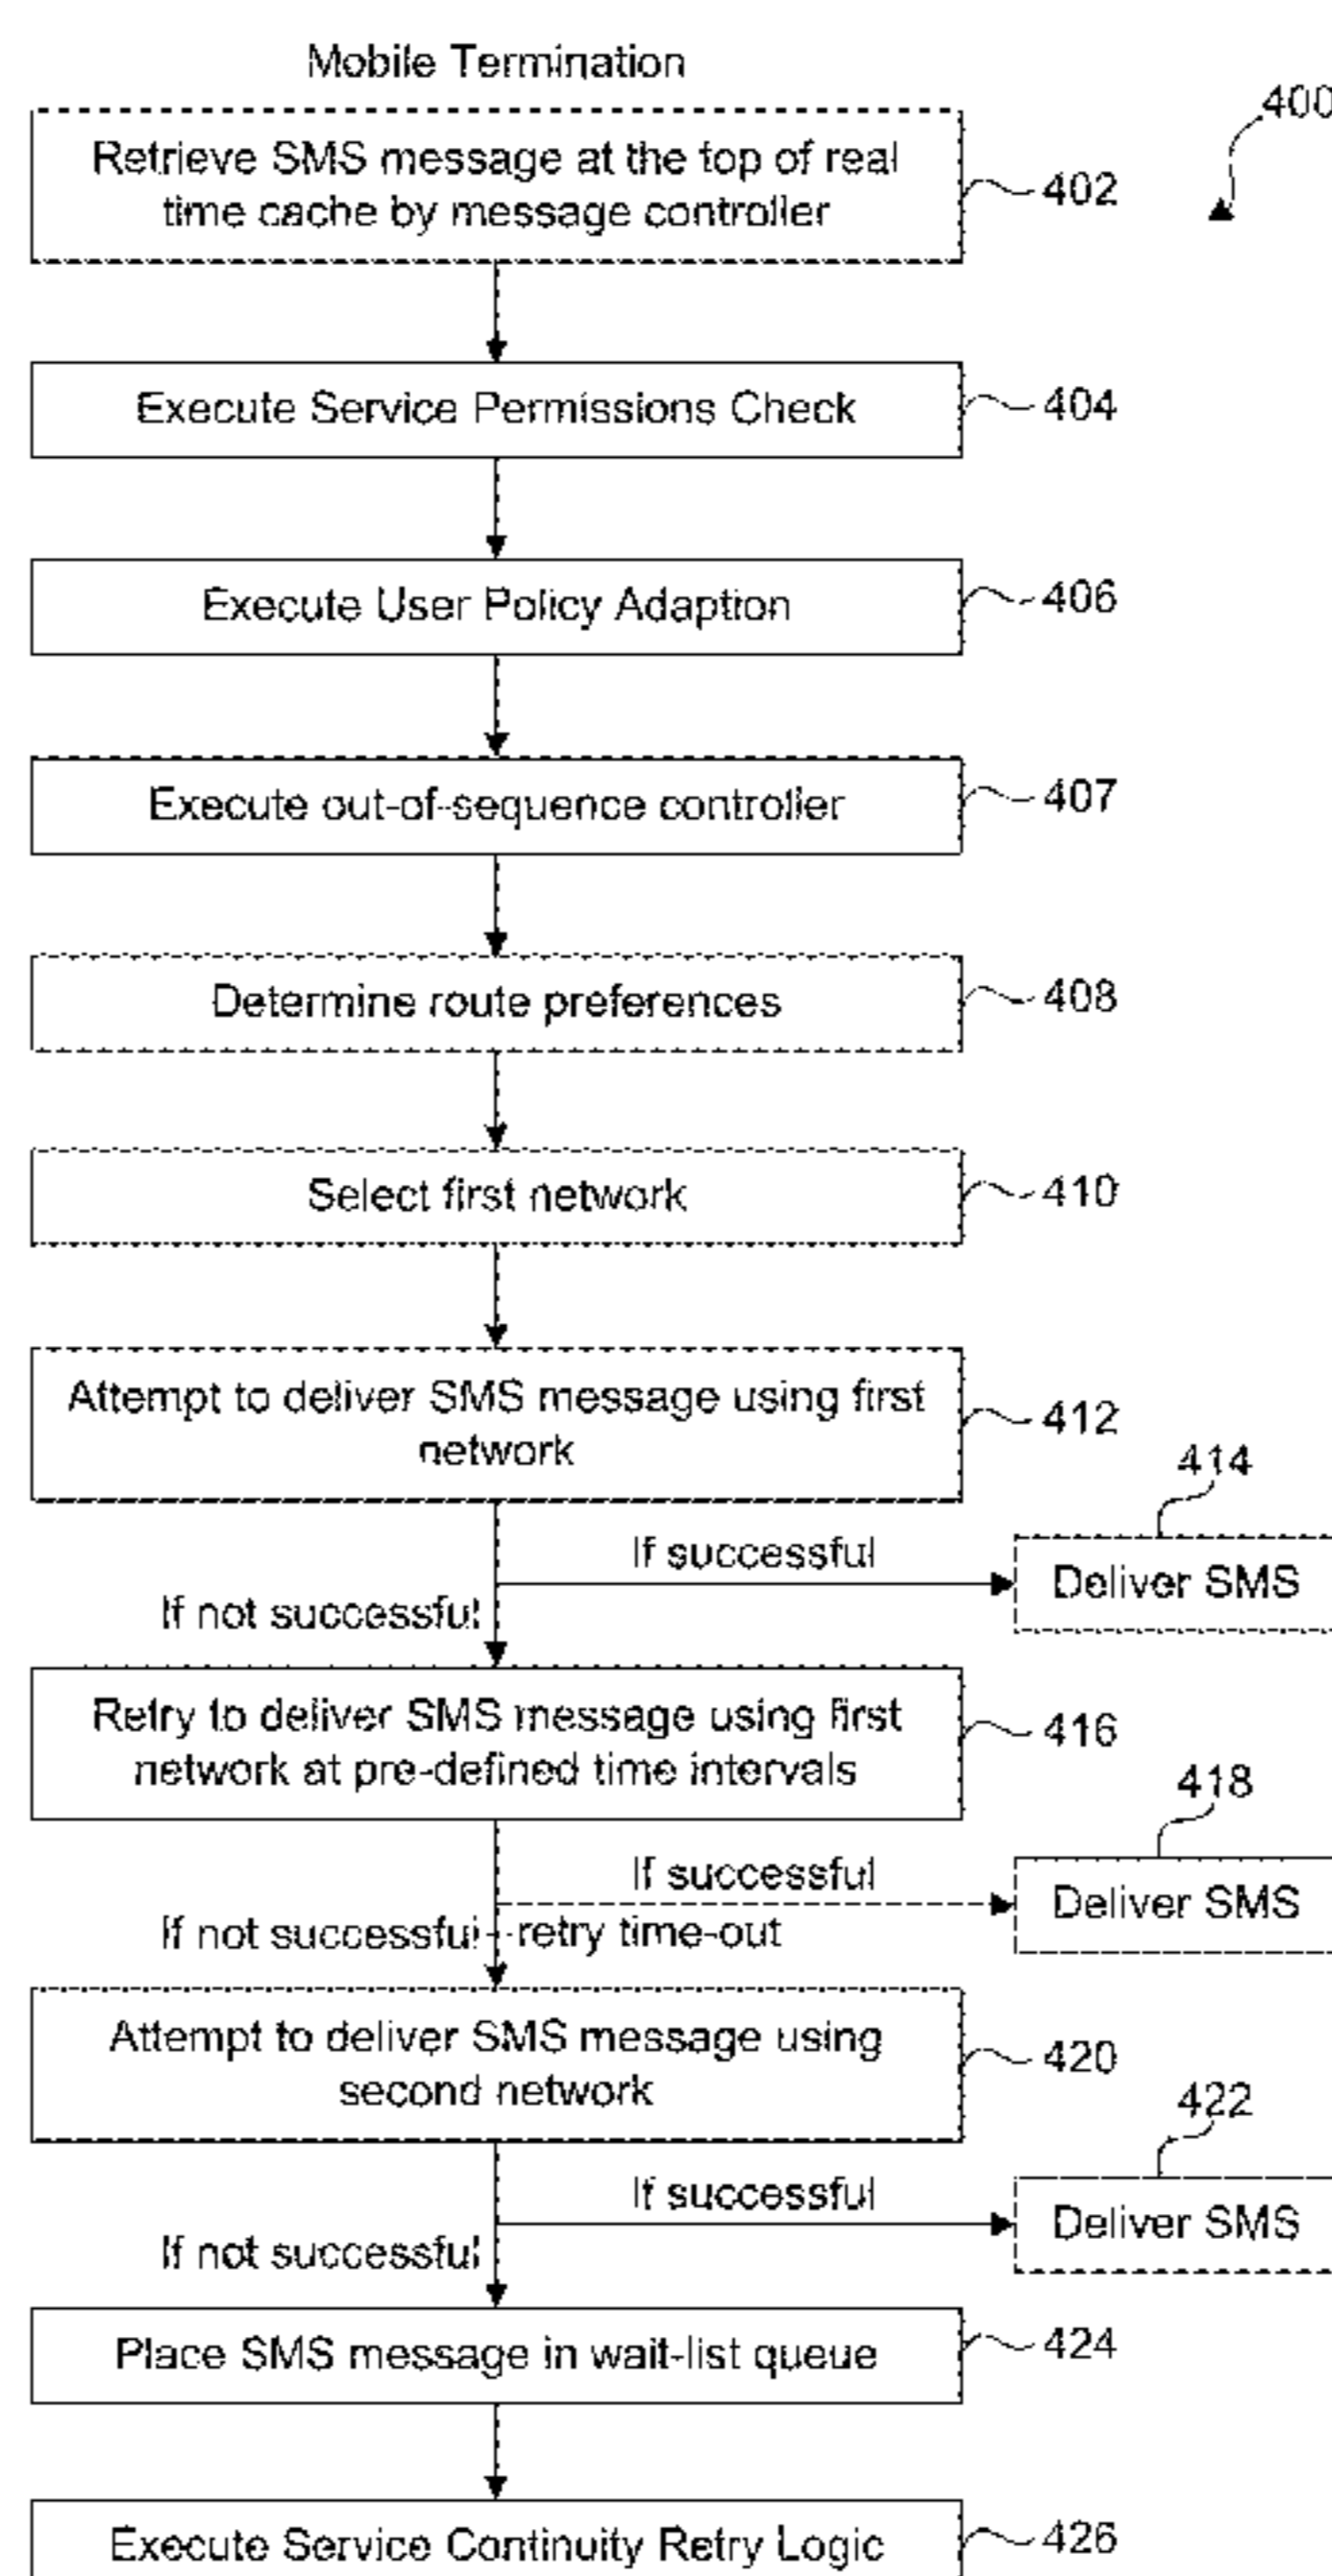 Mobile Termination
400
Retrieve SMS message at the top of real
time cache by message controller
402
Execute Service Permissions Check
404
Execute User Policy Adaption
406
Execute out-of-sequence controller
407
Determine route preferences
408
Select first network
410
Attempt to deliver SMS message using first
network
412
414
If successful
Deliver SMS
If not successful
Retry to deliver SMS message using first
network at pre-defined time intervals
416
418
If successful
Deliver SMS
If not successful - retry time-out
Attempt to deliver SMS message using
second network
420
422
If successful
Deliver SMS
If not successful
Place SMS message in wait-list queue
424
Execute Service Continuity Retry Logic
426